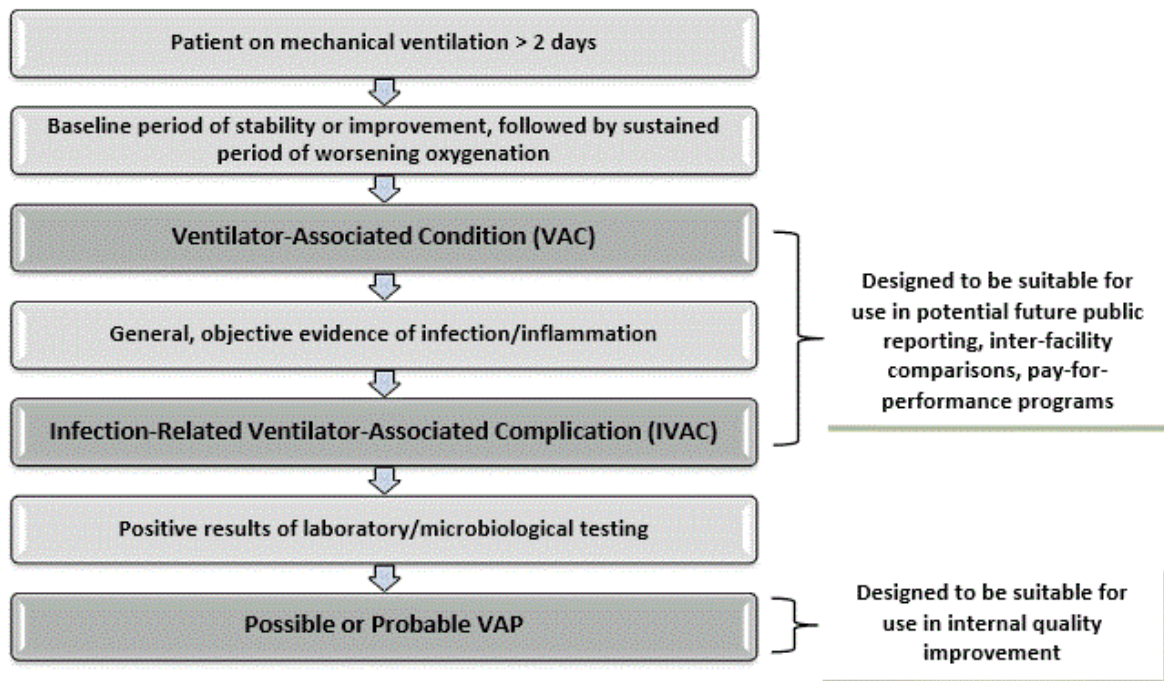 Patient on mechanical ventilation > 2 days
Baseline period of stability or improvement, followed by sustained
period of worsening oxygenation
Ventilator-Associated Condition (VAC)
General, objective evidence of infection/inflammation
Infection-Related Ventilator-Associated Complication (IVAC)
Designed to be suitable for
use in potential future public
reporting, inter-facility
comparisons, pay-for-
performance programs
Positive results of laboratory/microbiological testing
Possible or Probable VAP
Designed to be suitable for
use in internal quality
improvement